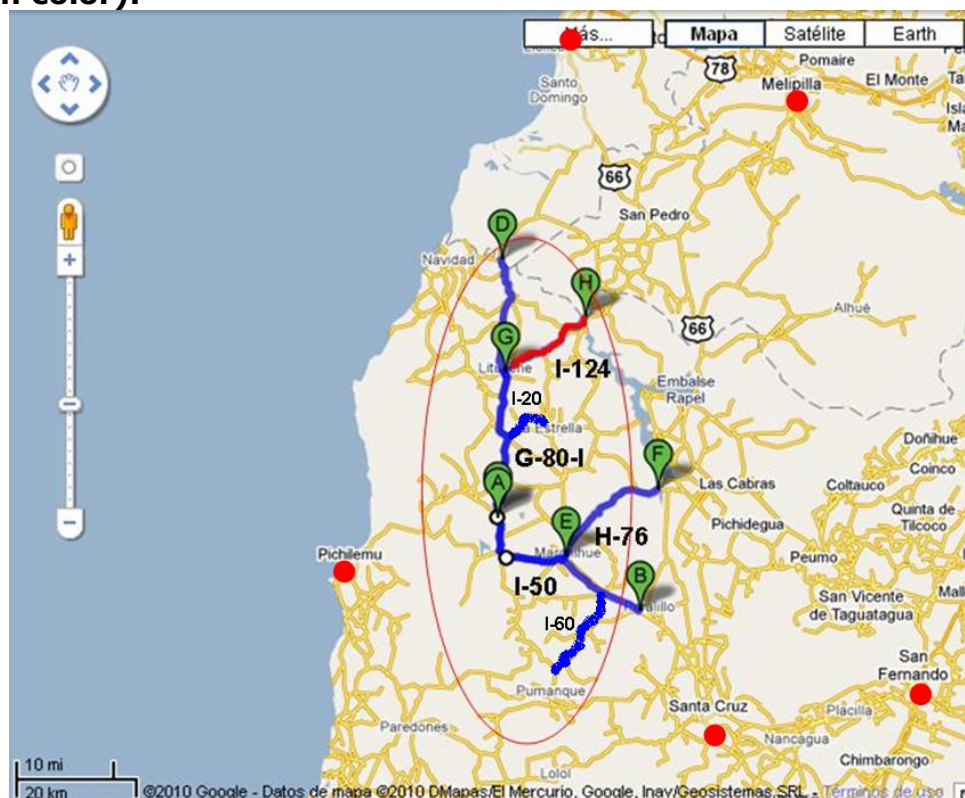 n color).
Más...
Mapa
Satélite
Earth
78
Pomaire
El Monte
Melipilla
Santo
Domingo
66
San Pedro
D
Navidad
H
Alhué
66
G
I-124
Embalse
Rapel
I-20
Estrella
Doñihue
G-80-I
F
Coinco
A
Las Cabras
Coltauco
Quinta de
Tilcoco
E
H-76
Pichidegua
Pichilemu
Peumo
I-50
B
San Vicente
de Taguatagua
I-60
San
Fernando
Pumanque
Santa Cruz
Placilla
Paredones
Nancagua
Chimbarongo
Lolol
10 mi
20 km
©2010 Google - Datos de mapa ©2010 DMapas/El Mercurio, Google, Inav/Geosistemas SRL - Términos de uso